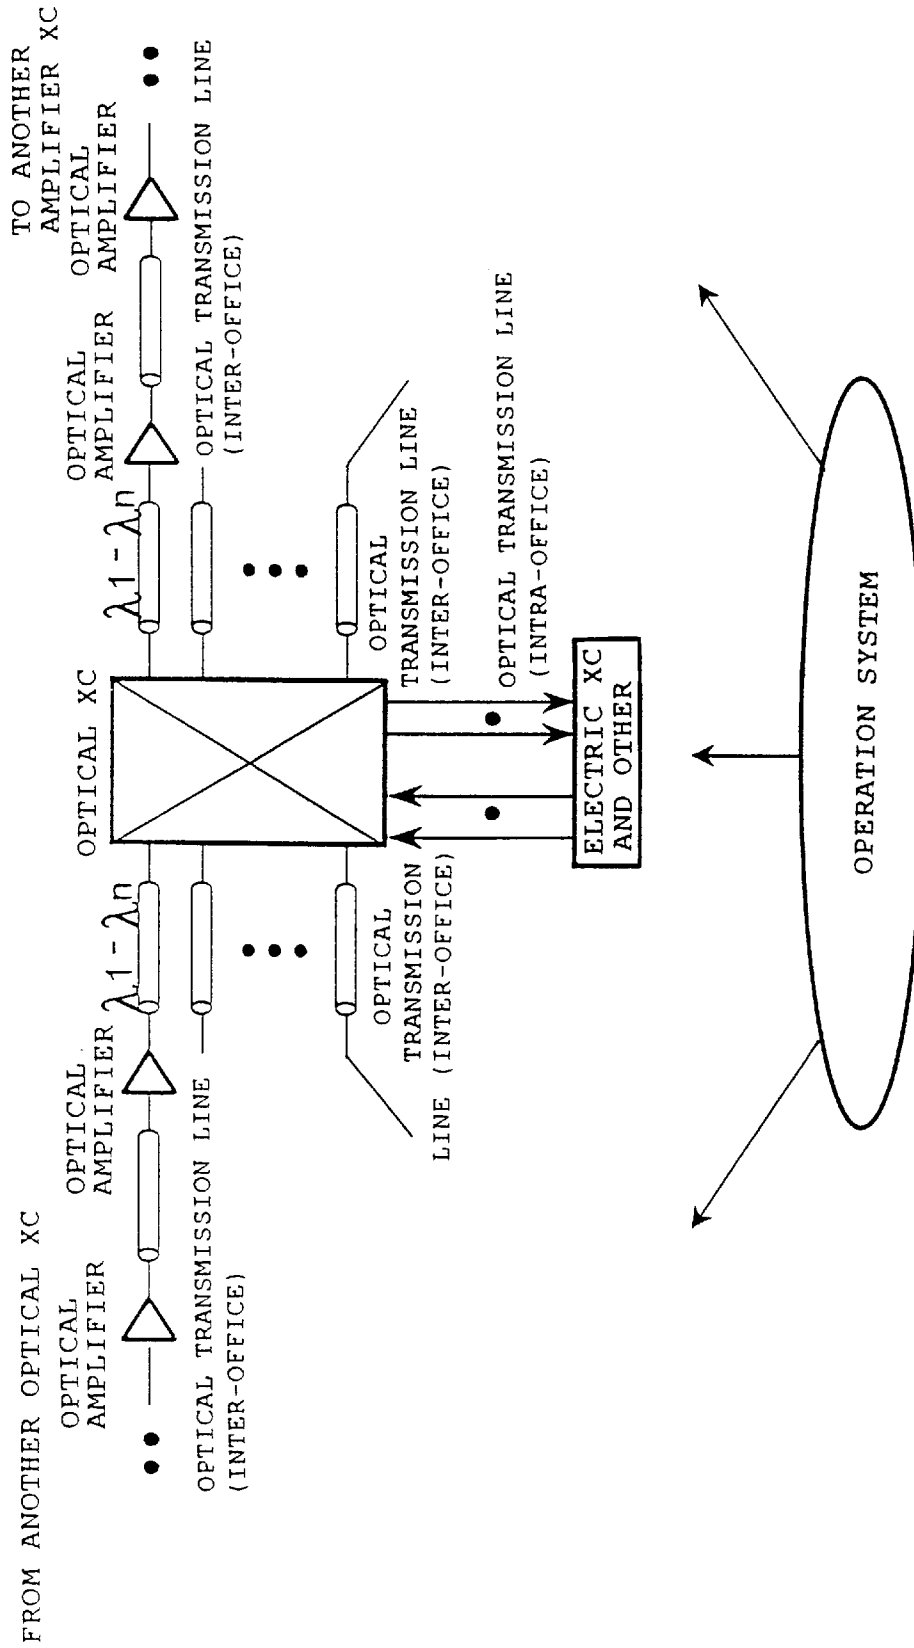 FROM ANOTHER OPTICAL XC
TO ANOTHER
AMPLIFIER XC
OPTICAL
AMPLIFIER
OPTICAL
AMPLIFIER
OPTICAL XC
OPTICAL
AMPLIFIER
OPTICAL
AMPLIFIER
λ1-λn
λ1-λn
OPTICAL TRANSMISSION LINE
(INTER-OFFICE)
OPTICAL TRANSMISSION LINE
(INTER-OFFICE)
OPTICAL
TRANSMISSION
LINE (INTER-OFFICE)
OPTICAL
TRANSMISSION LINE
(INTER-OFFICE)
OPTICAL TRANSMISSION LINE
(INTRA-OFFICE)
ELECTRIC XC
AND OTHER
OPERATION SYSTEM